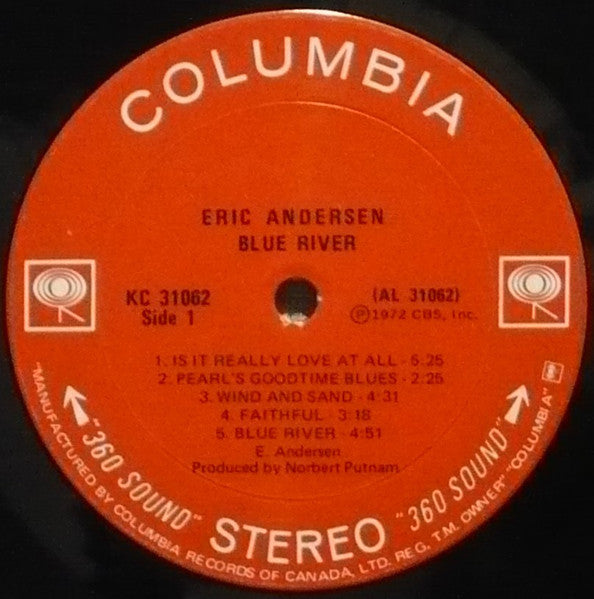 COLUMBIA
ERIC ANDERSEN
BLUE RIVER
KC 31062
Side 1
(AL 31062)
Ⓟ1972 CBS, Inc.
1. IS IT REALLY LOVE AT ALL - 5:25
2. PEARL'S GOODTIME BLUES - 2:25
3. WIND AND SAND - 4:31
4. FAITHFUL - 3:18
5. BLUE RIVER - 4:51
E. Andersen
Produced by Norbert Putnam
"360 SOUND" STEREO "360 SOUND"
"MANUFACTURED BY COLUMBIA RECORDS OF CANADA, LTD. REG. T.M. OWNER" "COLUMBIA"